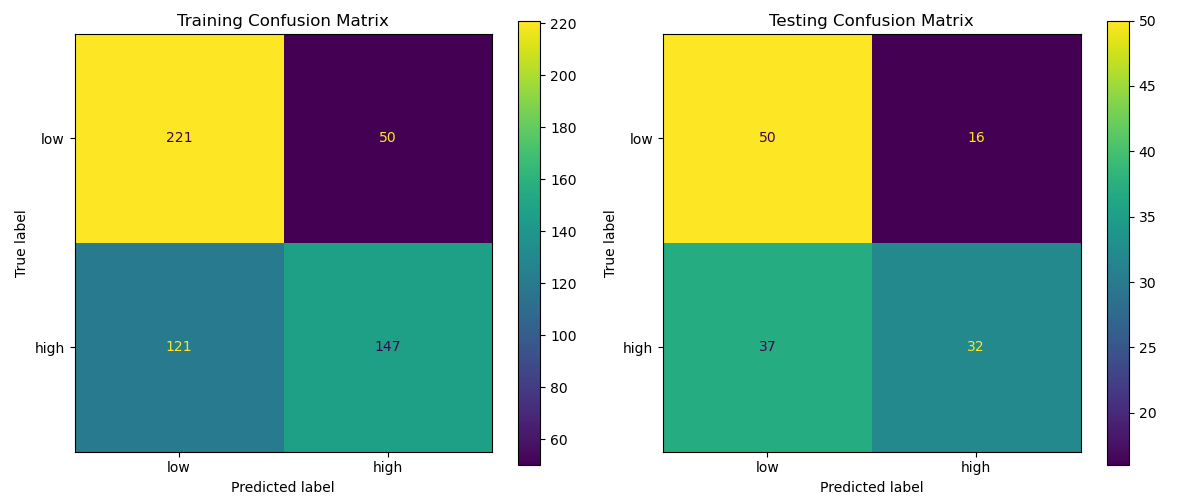 Training Confusion Matrix
True label
low
high
221
50
121
147
low
high
Predicted label
220
200
180
160
140
120
100
80
60
Testing Confusion Matrix
True label
low
high
50
16
37
32
low
high
Predicted label
50
45
40
35
30
25
20